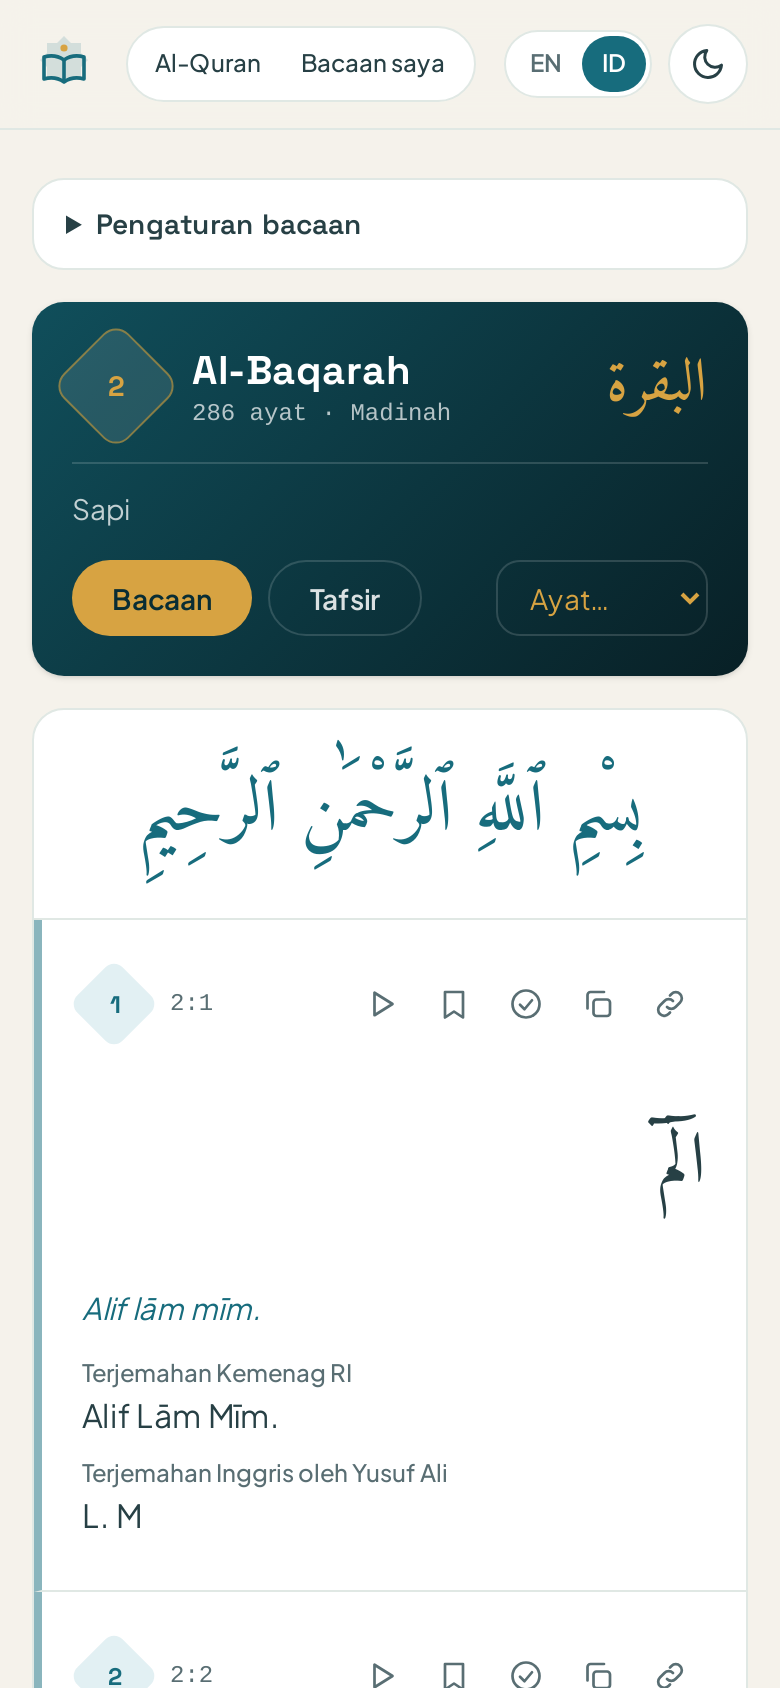 Al-Quran Bacaan saya EN ID
Pengaturan bacaan
2 Al-Baqarah البقرة
286 ayat · Madinah
Sapi
Bacaan Tafsir Ayat...
بِسْمِ ٱللَّهِ ٱلرَّحْمَٰنِ ٱلرَّحِيمِ
1 2:1
الٓمٓ
Alif lām mīm.
Terjemahan Kemenag RI
Alif Lām Mīm.
Terjemahan Inggris oleh Yusuf Ali
L. M
2 2:2